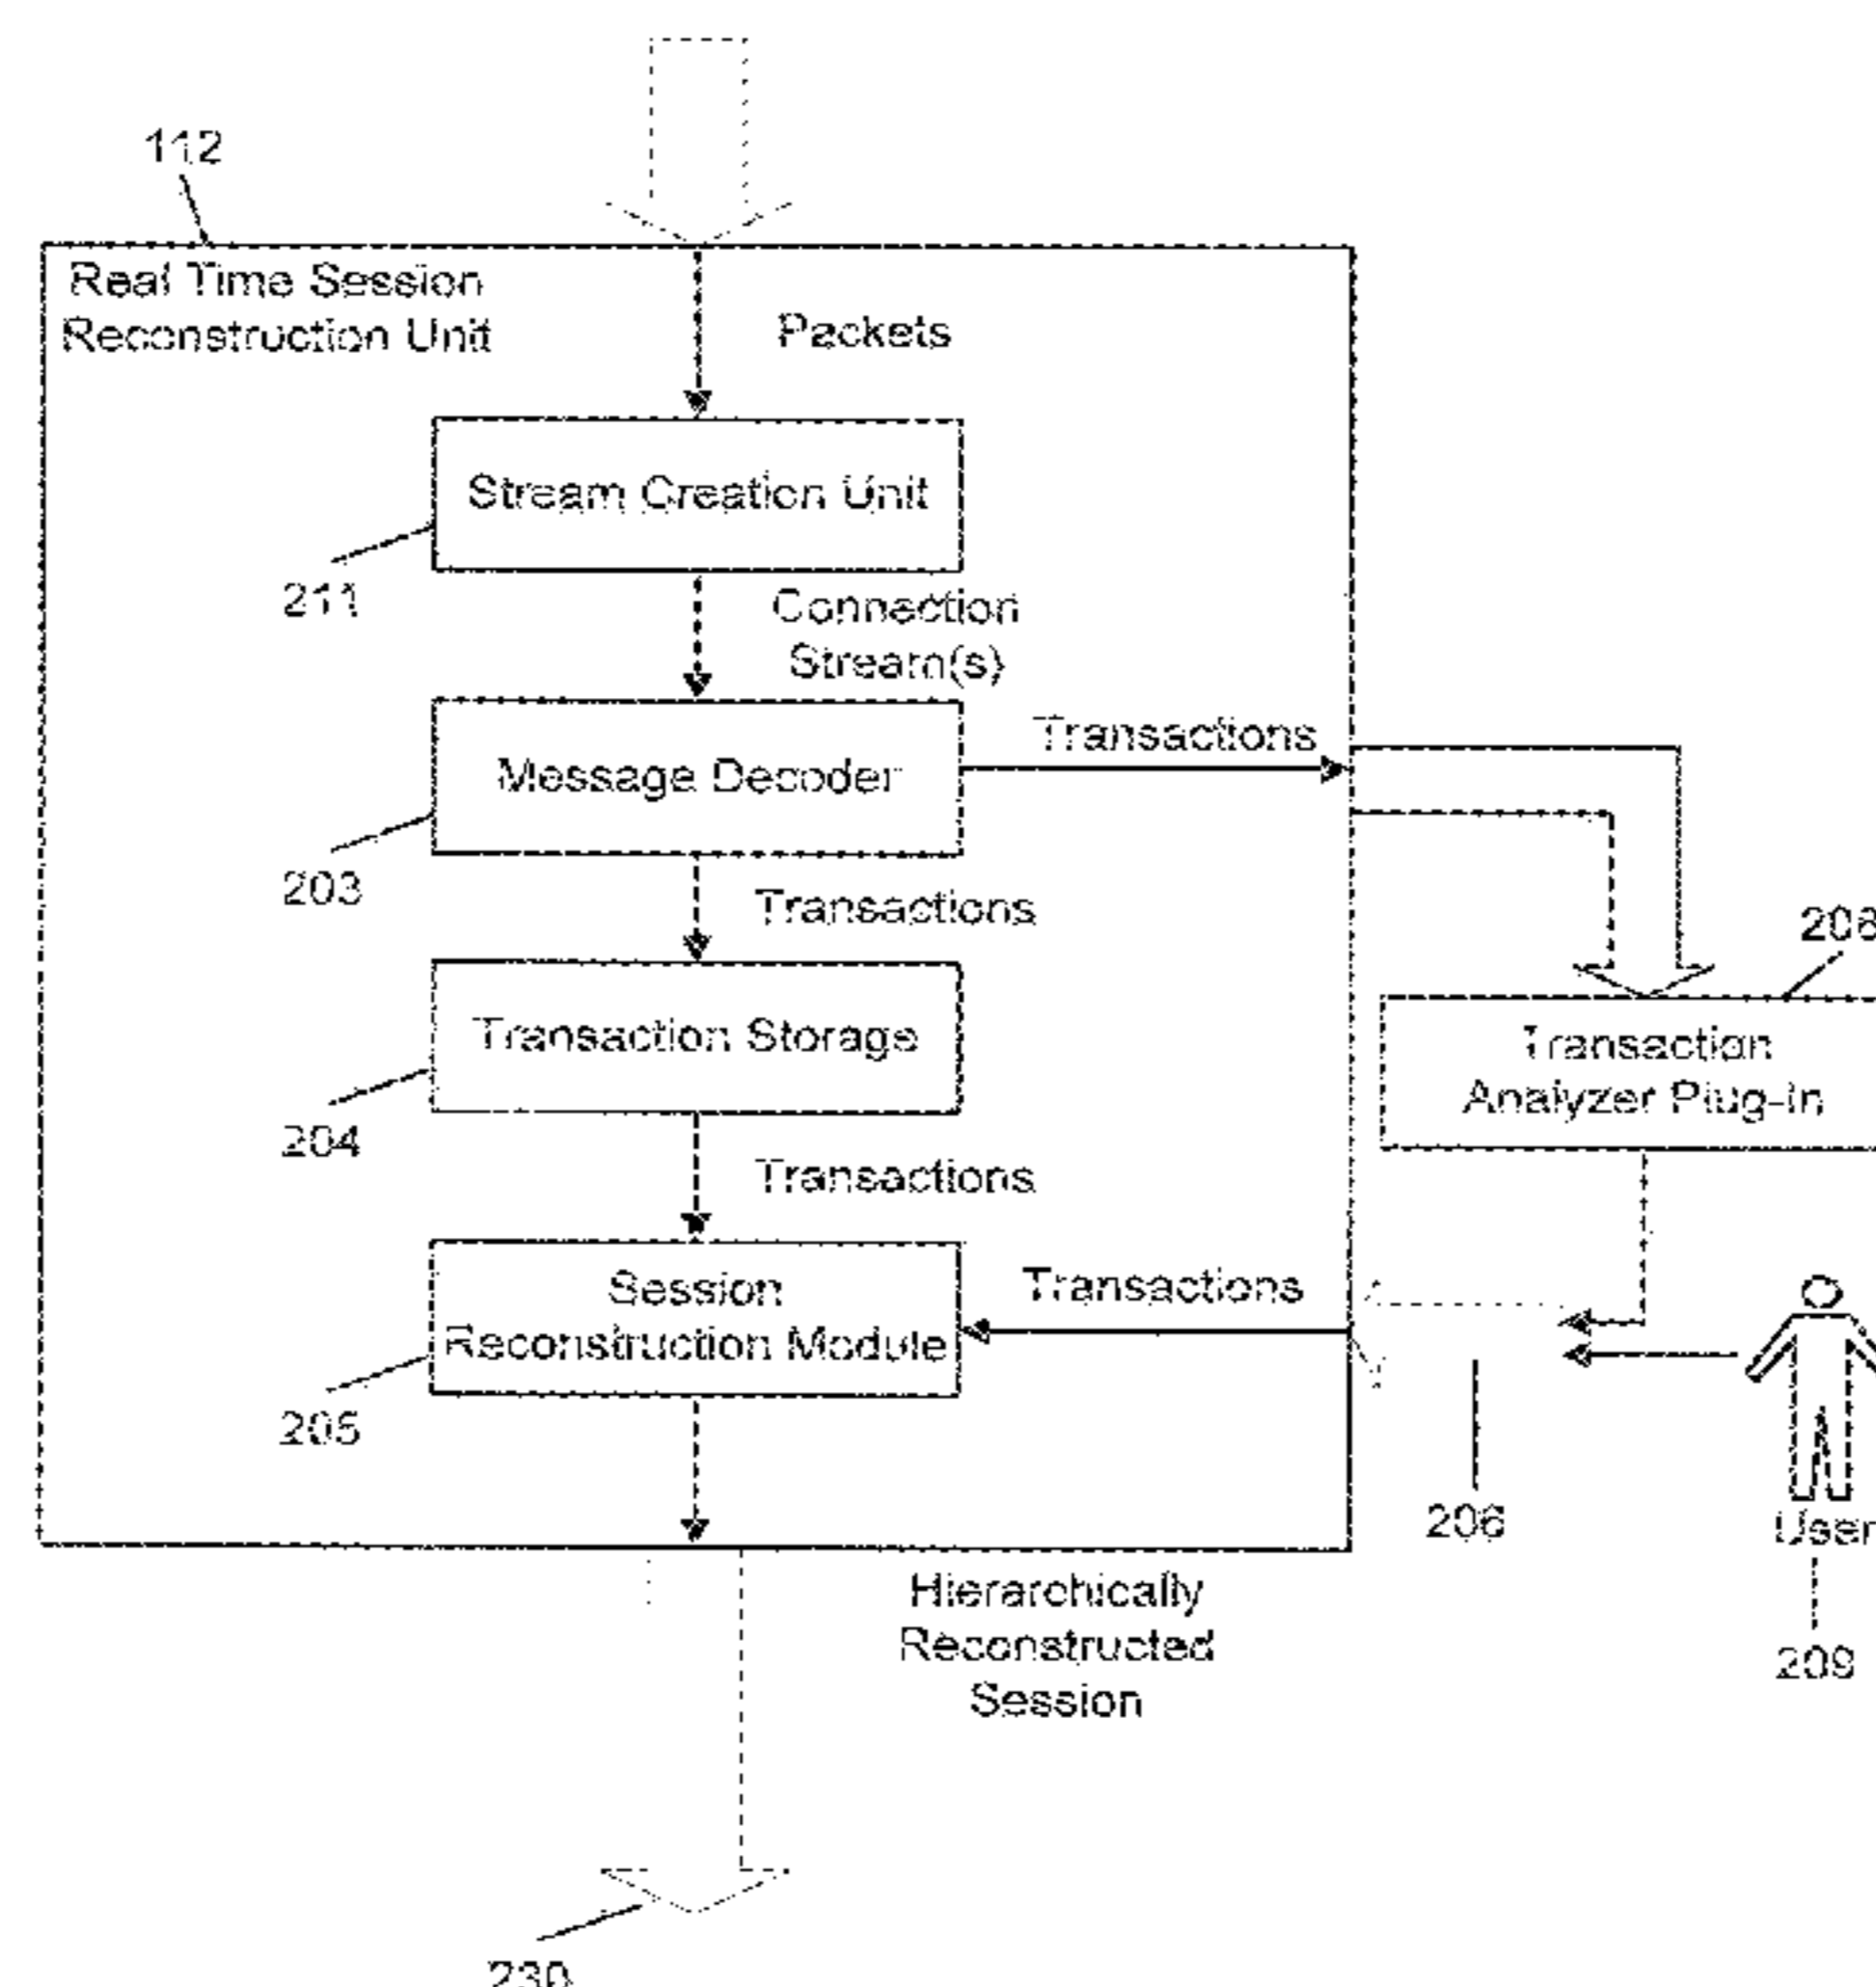 112
Real Time Session
Reconstruction Unit
Packets
Stream Creation Unit
211
Connection
Stream(s)
Message Decoder
Transactions
203
Transactions
208
Transaction Storage
Transaction
Analyzer Plug-In
204
Transactions
Session
Reconstruction Module
Transactions
205
206
User
209
Hierarchically
Reconstructed
Session
230